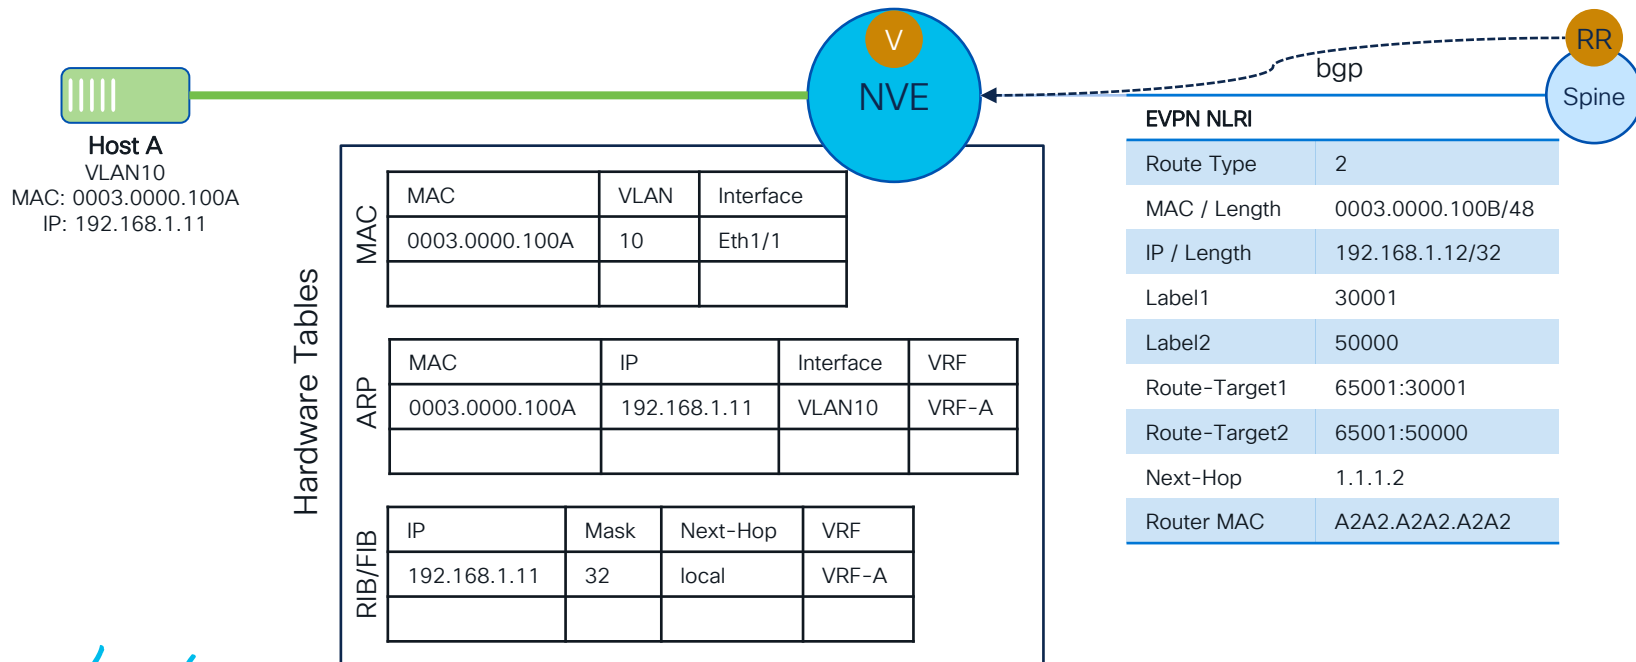 V
NVE
bgp
RR
Spine
Host A
VLAN10
MAC: 0003.0000.100A
IP: 192.168.1.11
Hardware Tables
MAC
MAC VLAN Interface
0003.0000.100A 10 Eth1/1
ARP
MAC IP Interface VRF
0003.0000.100A 192.168.1.11 VLAN10 VRF-A
RIB/FIB
IP Mask Next-Hop VRF
192.168.1.11 32 local VRF-A
EVPN NLRI
Route Type 2
MAC / Length 0003.0000.100B/48
IP / Length 192.168.1.12/32
Label1 30001
Label2 50000
Route-Target1 65001:30001
Route-Target2 65001:50000
Next-Hop 1.1.1.2
Router MAC A2A2.A2A2.A2A2